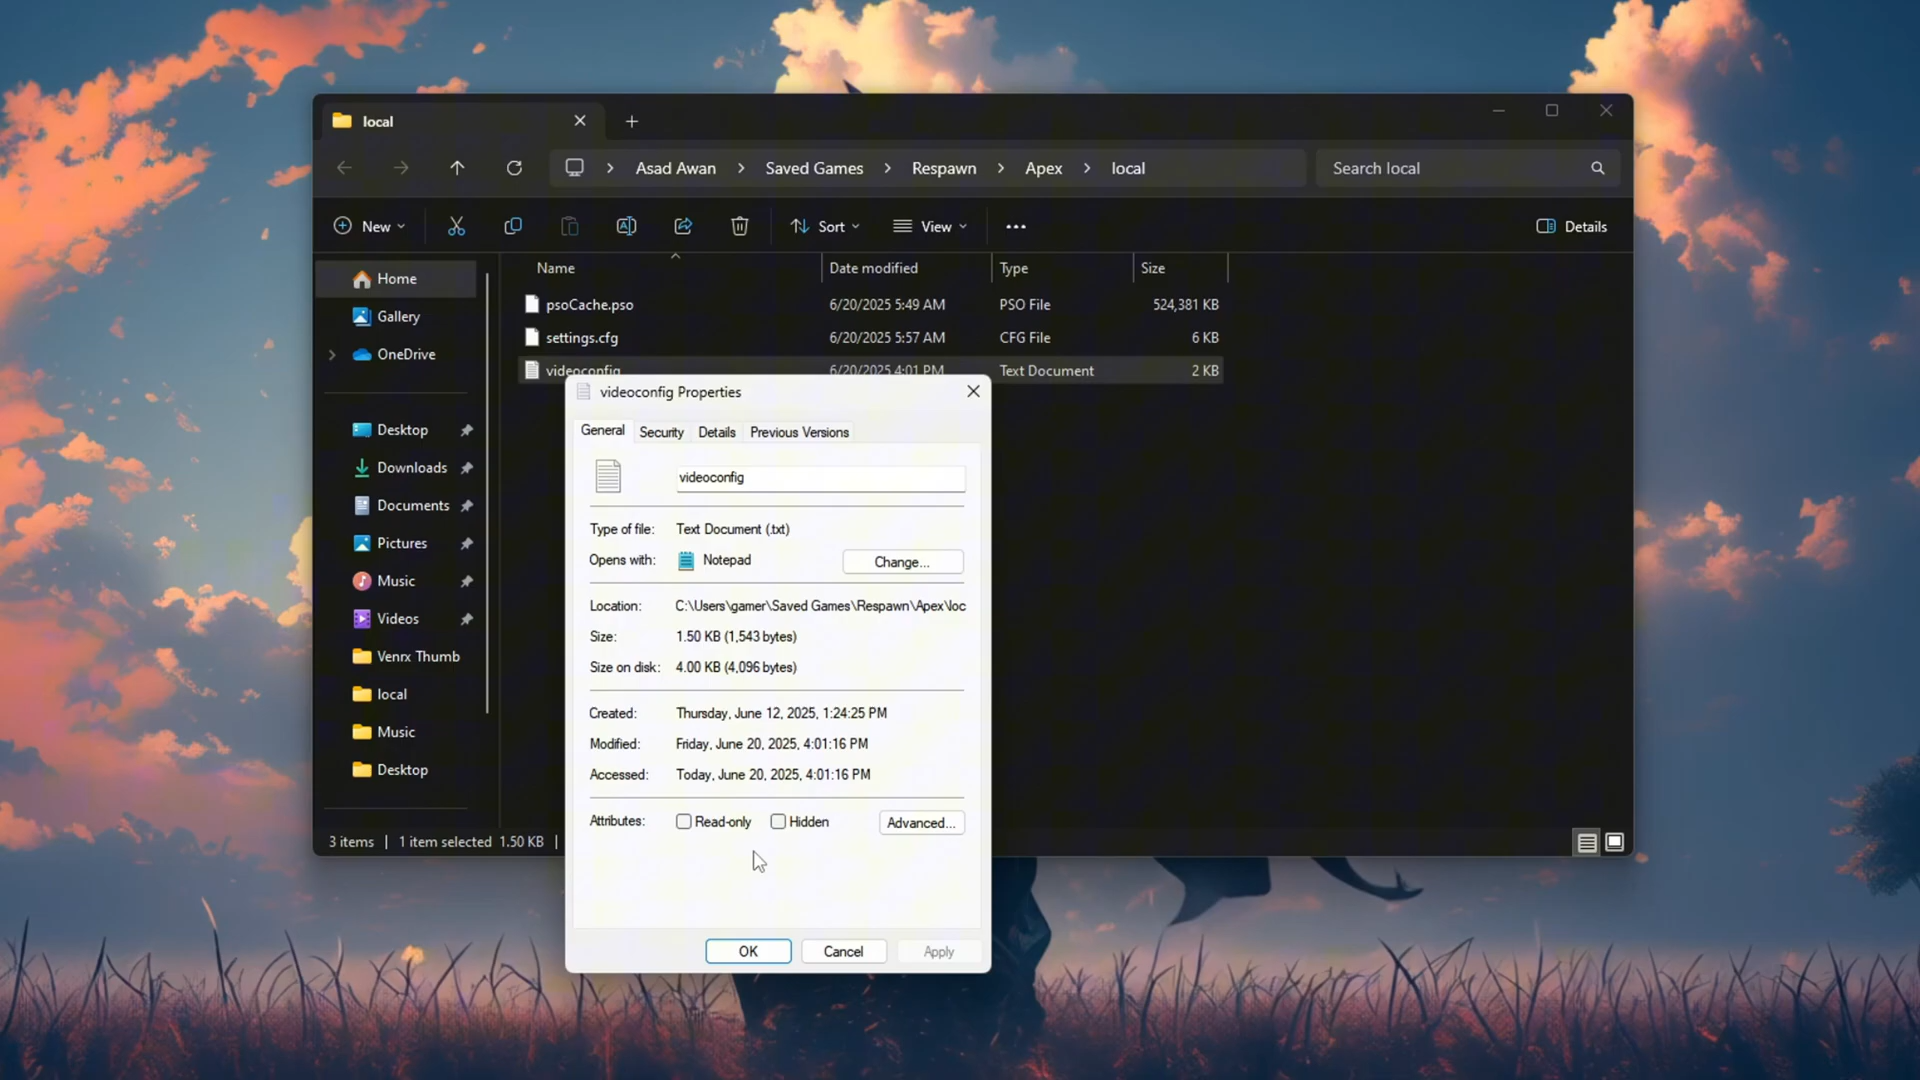 local
Asad Awan > Saved Games > Respawn > Apex > local
Search local
New
Sort
View
Details
Name Date modified Type Size
Home
Gallery
OneDrive
Desktop
Downloads
Documents
Pictures
Music
Videos
Venrx Thumb
local
Music
Desktop
psoCache.pso 6/20/2025 5:49 AM PSO File 524,381 KB
settings.cfg 6/20/2025 5:57 AM CFG File 6 KB
videoconfig 6/20/2025 4:01 PM Text Document 2 KB
videoconfig Properties
General Security Details Previous Versions
videoconfig
Type of file: Text Document (.txt)
Opens with: Notepad Change...
Location: C:\Users\gamer\Saved Games\Respawn\Apex\loc
Size: 1.50 KB (1,543 bytes)
Size on disk: 4.00 KB (4,096 bytes)
Created: Thursday, June 12, 2025, 1:24:25 PM
Modified: Friday, June 20, 2025, 4:01:16 PM
Accessed: Today, June 20, 2025, 4:01:16 PM
Attributes: Read-only Hidden Advanced...
OK Cancel Apply
3 items | 1 item selected 1.50 KB |